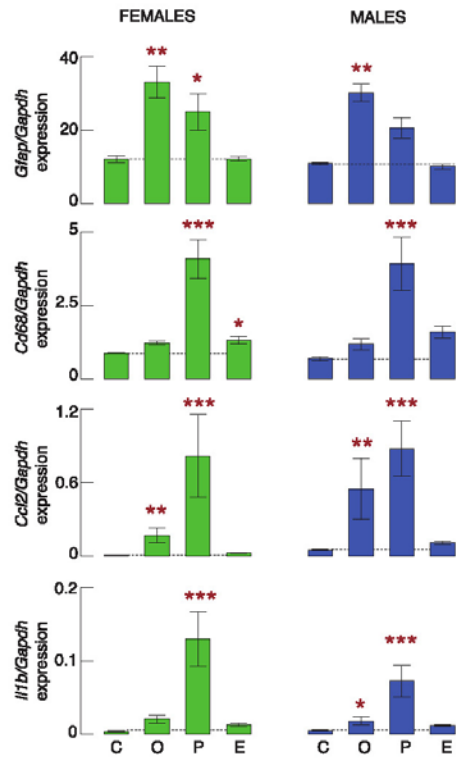 FEMALES MALES
** * **
40
20
0
Gfap/Gapdh
expression
*** * ***
5
2.5
0
Cd68/Gapdh
expression
** *** ** ***
1.2
0.6
0
Ccl2/Gapdh
expression
*** * ***
0.2
0.1
0
Il1b/Gapdh
expression
C O P E C O P E